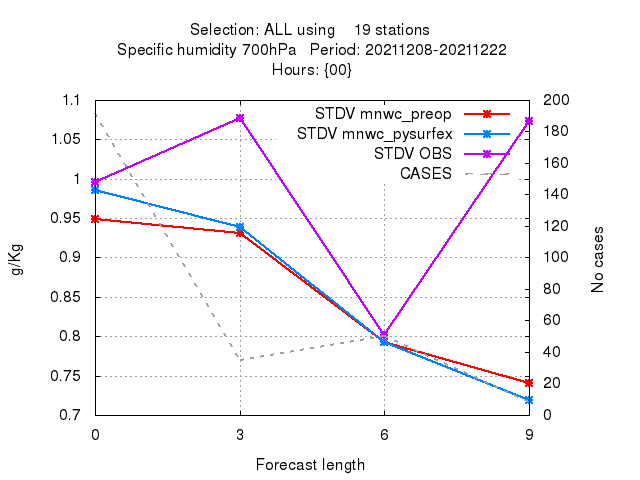 Selection: ALL using 19 stations
Specific humidity 700hPa Period: 20211208-20211222
Hours: {00}
1.1
1.05
1
0.95
0.9
0.85
0.8
0.75
0.7
g/Kg
STDV mnwc_preop
STDV mnwc_pysurfex
STDV OBS
CASES
200
180
160
140
120
100
80
60
40
20
0
No cases
0 3 6 9
Forecast length